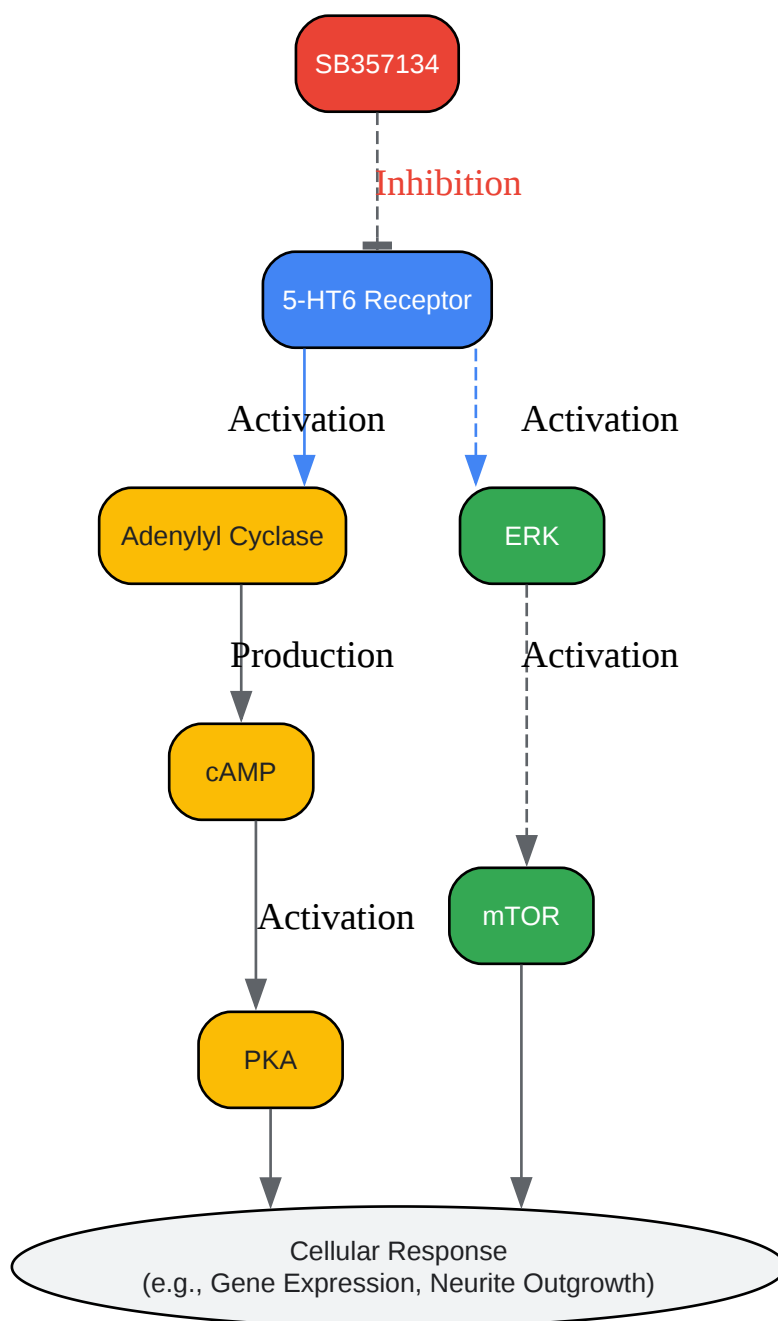 SB357134
Inhibition
5-HT6 Receptor
Activation
Activation
Adenylyl Cyclase
ERK
Production
Activation
cAMP
Activation
mTOR
PKA
Cellular Response
(e.g., Gene Expression, Neurite Outgrowth)